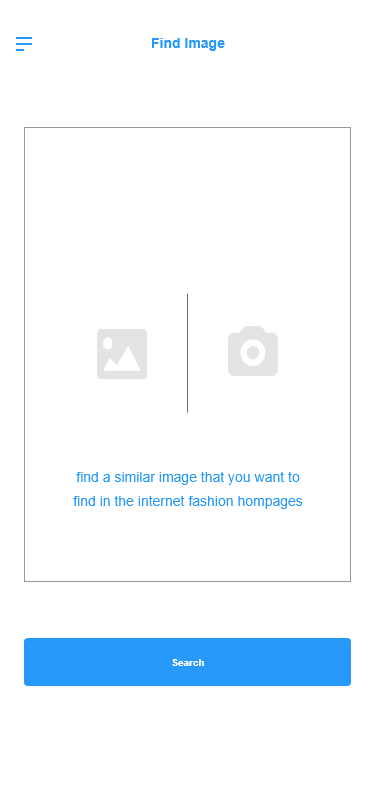 Find Image
find a similar image that you want to
find in the internet fashion hompages
Search